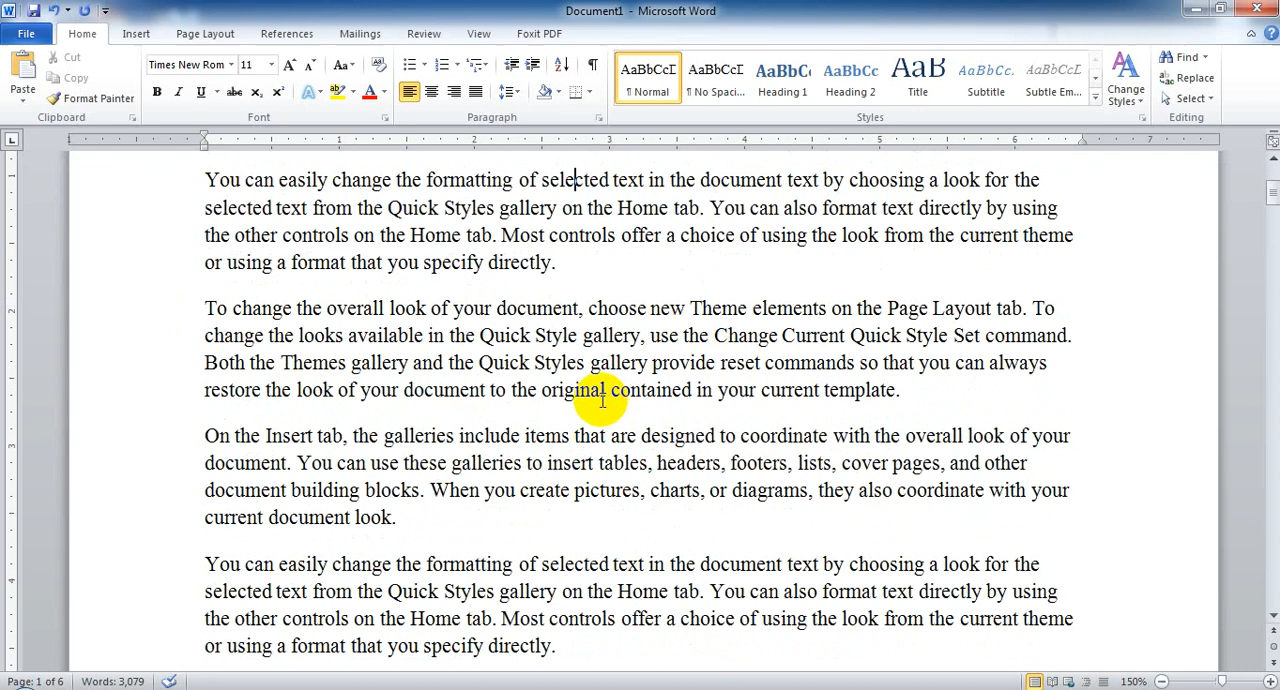 Document1 - Microsoft Word
File Home Insert Page Layout References Mailings Review View Foxit PDF
Paste
Cut
Copy
Format Painter
Clipboard
Times New Rom 11
Aa
B I U abc x₂ x² A A
Font
Paragraph
AaBbCcI AaBbCcI AaBbCc AaBbCc AaB AaBbCcL AaBbCcL
¶ Normal ¶ No Spaci... Heading 1 Heading 2 Title Subtitle Subtle Em...
Styles
Change Styles
Find
Replace
Select
Editing
1 1 2 3 4 5 6 7
You can easily change the formatting of selected text in the document text by choosing a look for the
selected text from the Quick Styles gallery on the Home tab. You can also format text directly by using
the other controls on the Home tab. Most controls offer a choice of using the look from the current theme
or using a format that you specify directly.
To change the overall look of your document, choose new Theme elements on the Page Layout tab. To
change the looks available in the Quick Style gallery, use the Change Current Quick Style Set command.
Both the Themes gallery and the Quick Styles gallery provide reset commands so that you can always
restore the look of your document to the original contained in your current template.
On the Insert tab, the galleries include items that are designed to coordinate with the overall look of your
document. You can use these galleries to insert tables, headers, footers, lists, cover pages, and other
document building blocks. When you create pictures, charts, or diagrams, they also coordinate with your
current document look.
You can easily change the formatting of selected text in the document text by choosing a look for the
selected text from the Quick Styles gallery on the Home tab. You can also format text directly by using
the other controls on the Home tab. Most controls offer a choice of using the look from the current theme
or using a format that you specify directly.
Page: 1 of 6 Words: 3,079 150%